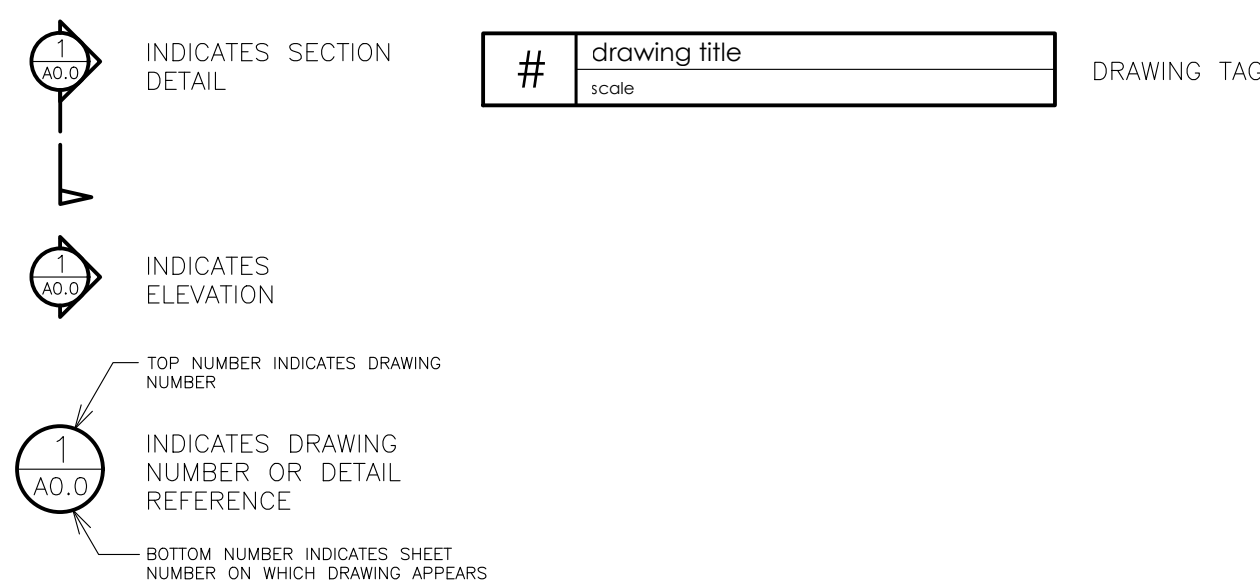 1
A0.0
INDICATES SECTION
DETAIL
#
drawing title
scale
DRAWING TAG
1
A0.0
INDICATES
ELEVATION
TOP NUMBER INDICATES DRAWING
NUMBER
1
A0.0
INDICATES DRAWING
NUMBER OR DETAIL
REFERENCE
BOTTOM NUMBER INDICATES SHEET
NUMBER ON WHICH DRAWING APPEARS